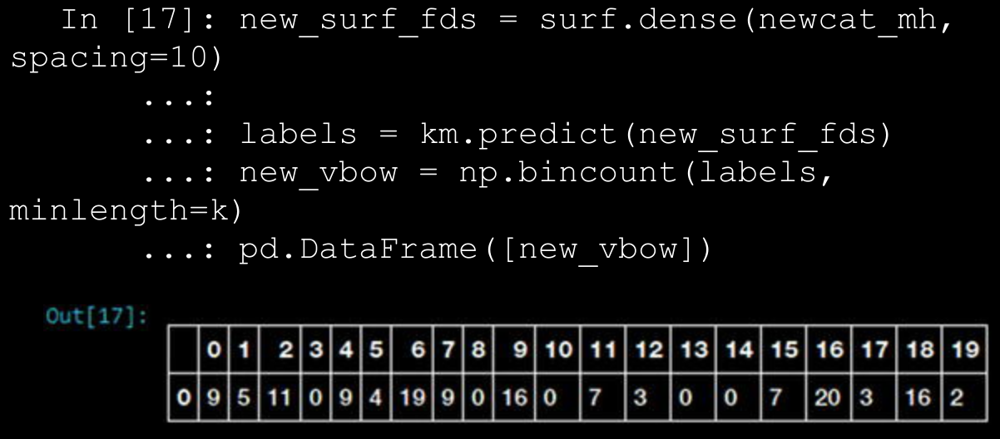 In [17]: new_surf_fds = surf.dense(newcat_mh,
spacing=10)
...:
...: labels = km.predict(new_surf_fds)
...: new_vbow = np.bincount(labels,
minlength=k)
...: pd.DataFrame([new_vbow])
Out[17]:
0 1 2 3 4 5 6 7 8 9 10 11 12 13 14 15 16 17 18 19
0 9 5 11 0 9 4 19 9 0 16 0 7 3 0 0 7 20 3 16 2